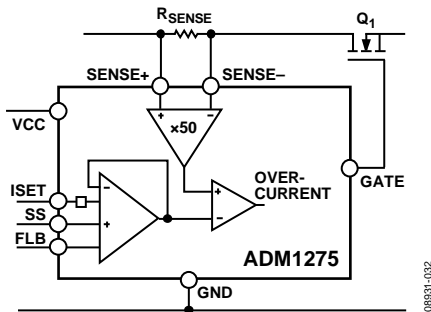 RSENSE
Q1
SENSE+
SENSE–
+
–
×50
VCC
ISET
SS
FLB
–
+
+
–
OVER-
CURRENT
GATE
ADM1275
GND
08931-032